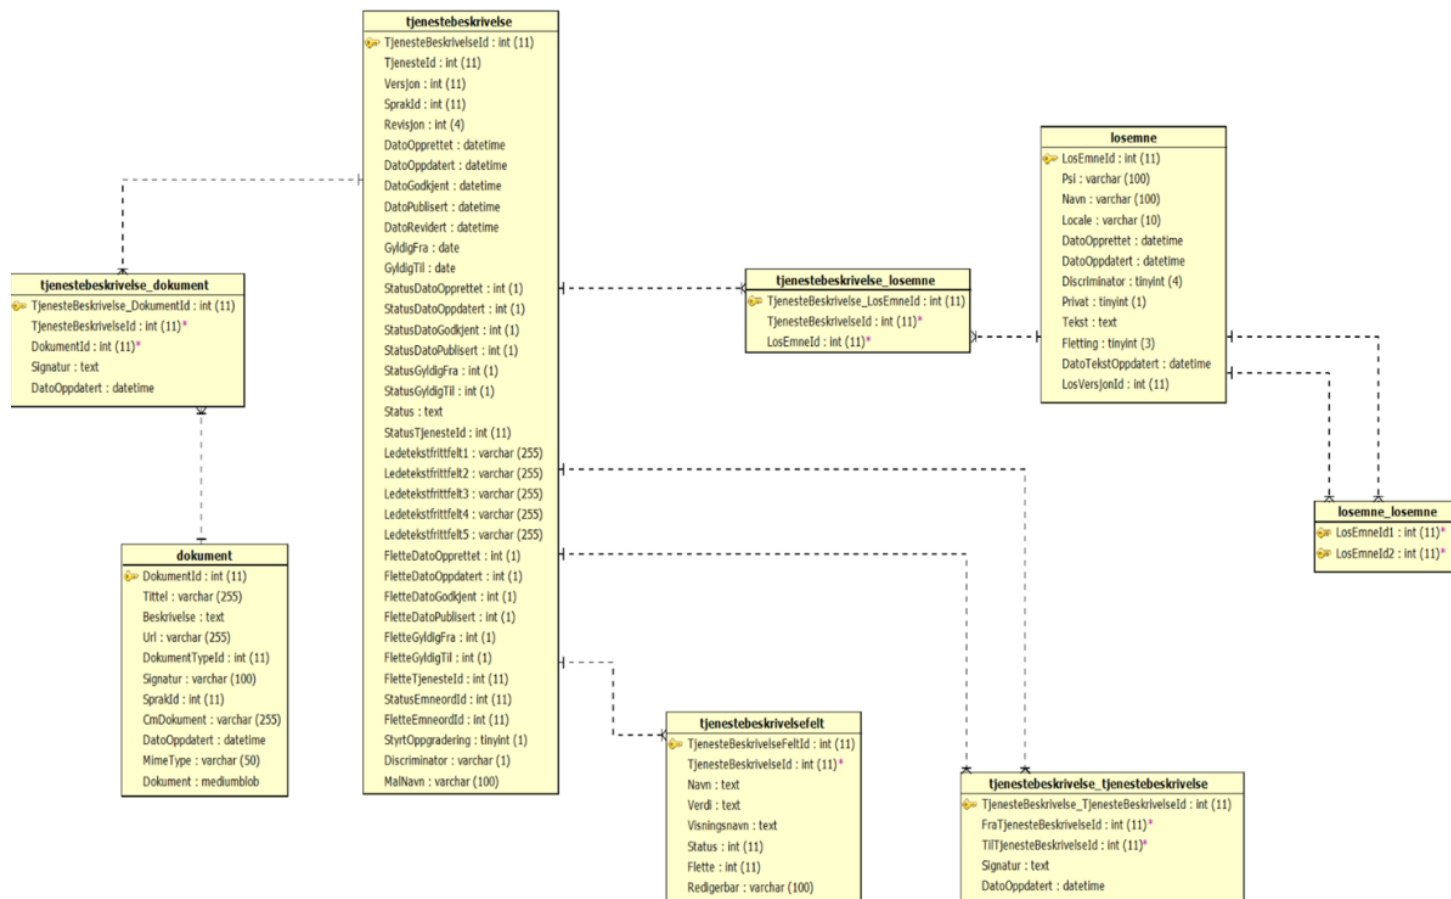 tjenestebeskrivelse
TjenesteBeskrivelseId : int (11)
TjenesteId : int (11)
Versjon : int (11)
SprakId : int (11)
Revisjon : int (4)
DatoOpprettet : datetime
DatoOppdatert : datetime
DatoGodkjent : datetime
DatoPublisert : datetime
DatoRevidert : datetime
GyldigFra : date
GyldigTil : date
StatusDatoOpprettet : int (1)
StatusDatoOppdatert : int (1)
StatusDatoGodkjent : int (1)
StatusDatoPublisert : int (1)
StatusGyldigFra : int (1)
StatusGyldigTil : int (1)
Status : text
StatusTjenesteId : int (11)
Ledetekstfrittfelt1 : varchar (255)
Ledetekstfrittfelt2 : varchar (255)
Ledetekstfrittfelt3 : varchar (255)
Ledetekstfrittfelt4 : varchar (255)
Ledetekstfrittfelt5 : varchar (255)
FletteDatoOpprettet : int (1)
FletteDatoOppdatert : int (1)
FletteDatoGodkjent : int (1)
FletteDatoPublisert : int (1)
FletteGyldigFra : int (1)
FletteGyldigTil : int (1)
FletteTjenesteId : int (11)
StatusEmneordId : int (11)
FletteEmneordId : int (11)
StyrtOppgradering : tinyint (1)
Discriminator : varchar (1)
MalNavn : varchar (100)
tjenestebeskrivelse_dokument
TjenesteBeskrivelse_DokumentId : int (11)
TjenesteBeskrivelseId : int (11)*
DokumentId : int (11)*
Signatur : text
DatoOppdatert : datetime
dokument
DokumentId : int (11)
Tittel : varchar (255)
Beskrivelse : text
Url : varchar (255)
DokumentTypeId : int (11)
Signatur : varchar (100)
SprakId : int (11)
CmDokument : varchar (255)
DatoOppdatert : datetime
MimeType : varchar (50)
Dokument : mediumblob
tjenestebeskrivelse_losemne
TjenesteBeskrivelse_LosEmneId : int (11)
TjenesteBeskrivelseId : int (11)*
LosEmneId : int (11)*
losemne
LosEmneId : int (11)
Psi : varchar (100)
Navn : varchar (100)
Locale : varchar (10)
DatoOpprettet : datetime
DatoOppdatert : datetime
Discriminator : tinyint (4)
Privat : tinyint (1)
Tekst : text
Fletting : tinyint (3)
DatoTekstOppdatert : datetime
LosVersjonId : int (11)
losemne_losemne
LosEmneId1 : int (11)*
LosEmneId2 : int (11)*
tjenestebeskrivelsefelt
TjenesteBeskrivelseFeltId : int (11)
TjenesteBeskrivelseId : int (11)*
Navn : text
Verdi : text
Visningsnavn : text
Status : int (11)
Flette : int (11)
Redigerbar : varchar (100)
tjenestebeskrivelse_tjenestebeskrivelse
TjenesteBeskrivelse_TjenesteBeskrivelseId : int (11)
FraTjenesteBeskrivelseId : int (11)*
TilTjenesteBeskrivelseId : int (11)*
Signatur : text
DatoOppdatert : datetime